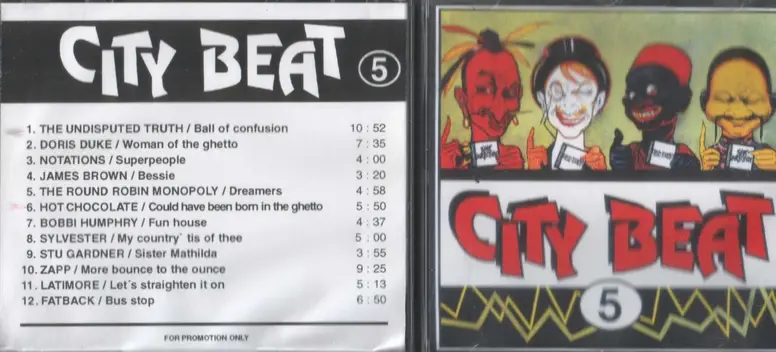 CITY BEAT 5
1. THE UNDISPUTED TRUTH / Ball of confusion 10 : 52
2. DORIS DUKE / Woman of the ghetto 7 : 35
3. NOTATIONS / Superpeople 4 : 00
4. JAMES BROWN / Bessie 3 : 20
5. THE ROUND ROBIN MONOPOLY / Dreamers 4 : 58
6. HOT CHOCOLATE / Could have been born in the ghetto 5 : 50
7. BOBBI HUMPHRY / Fun house 4 : 37
8. SYLVESTER / My country´ tis of thee 5 : 00
9. STU GARDNER / Sister Mathilda 3 : 55
10. ZAPP / More bounce to the ounce 9 : 25
11. LATIMORE / Let´s straighten it on 5 : 13
12. FATBACK / Bus stop 6 : 50
FOR PROMOTION ONLY
CITY BEAT
5